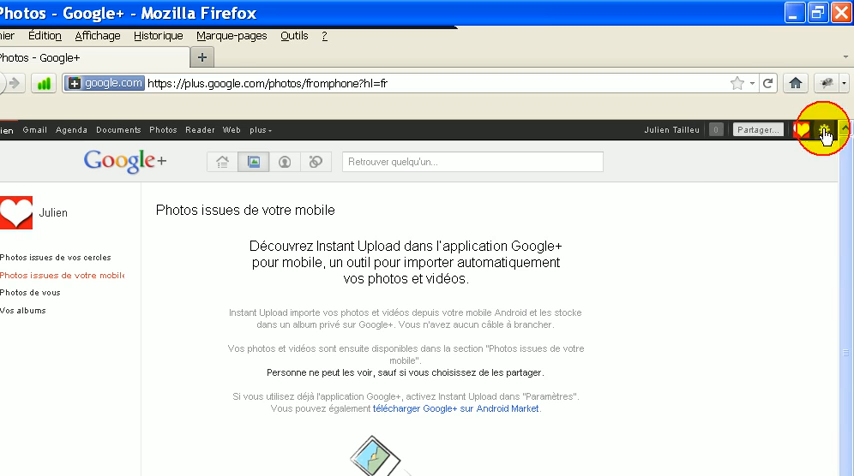 Photos - Google+ - Mozilla Firefox
Édition Affichage Historique Marque-pages Outils ?
Photos - Google+
google.com https://plus.google.com/photos/fromphone?hl=fr
Gmail Agenda Documents Photos Reader Web plus Julien Tailleu 0 Partager...
Google+ Retrouver quelqu'un...
Julien
Photos issues de votre mobile
Découvrez Instant Upload dans l'application Google+
pour mobile, un outil pour importer automatiquement
vos photos et vidéos.
Photos issues de vos cercles
Photos issues de votre mobile
Photos de vous
Vos albums
Instant Upload importe vos photos et vidéos depuis votre mobile Android et les stocke
dans un album privé sur Google+. Vous n'avez aucun câble à brancher.
Vos photos et vidéos sont ensuite disponibles dans la section "Photos issues de votre
mobile".
Personne ne peut les voir, sauf si vous choisissez de les partager.
Si vous utilisez déjà l'application Google+, activez Instant Upload dans "Paramètres".
Vous pouvez également télécharger Google+ sur Android Market.